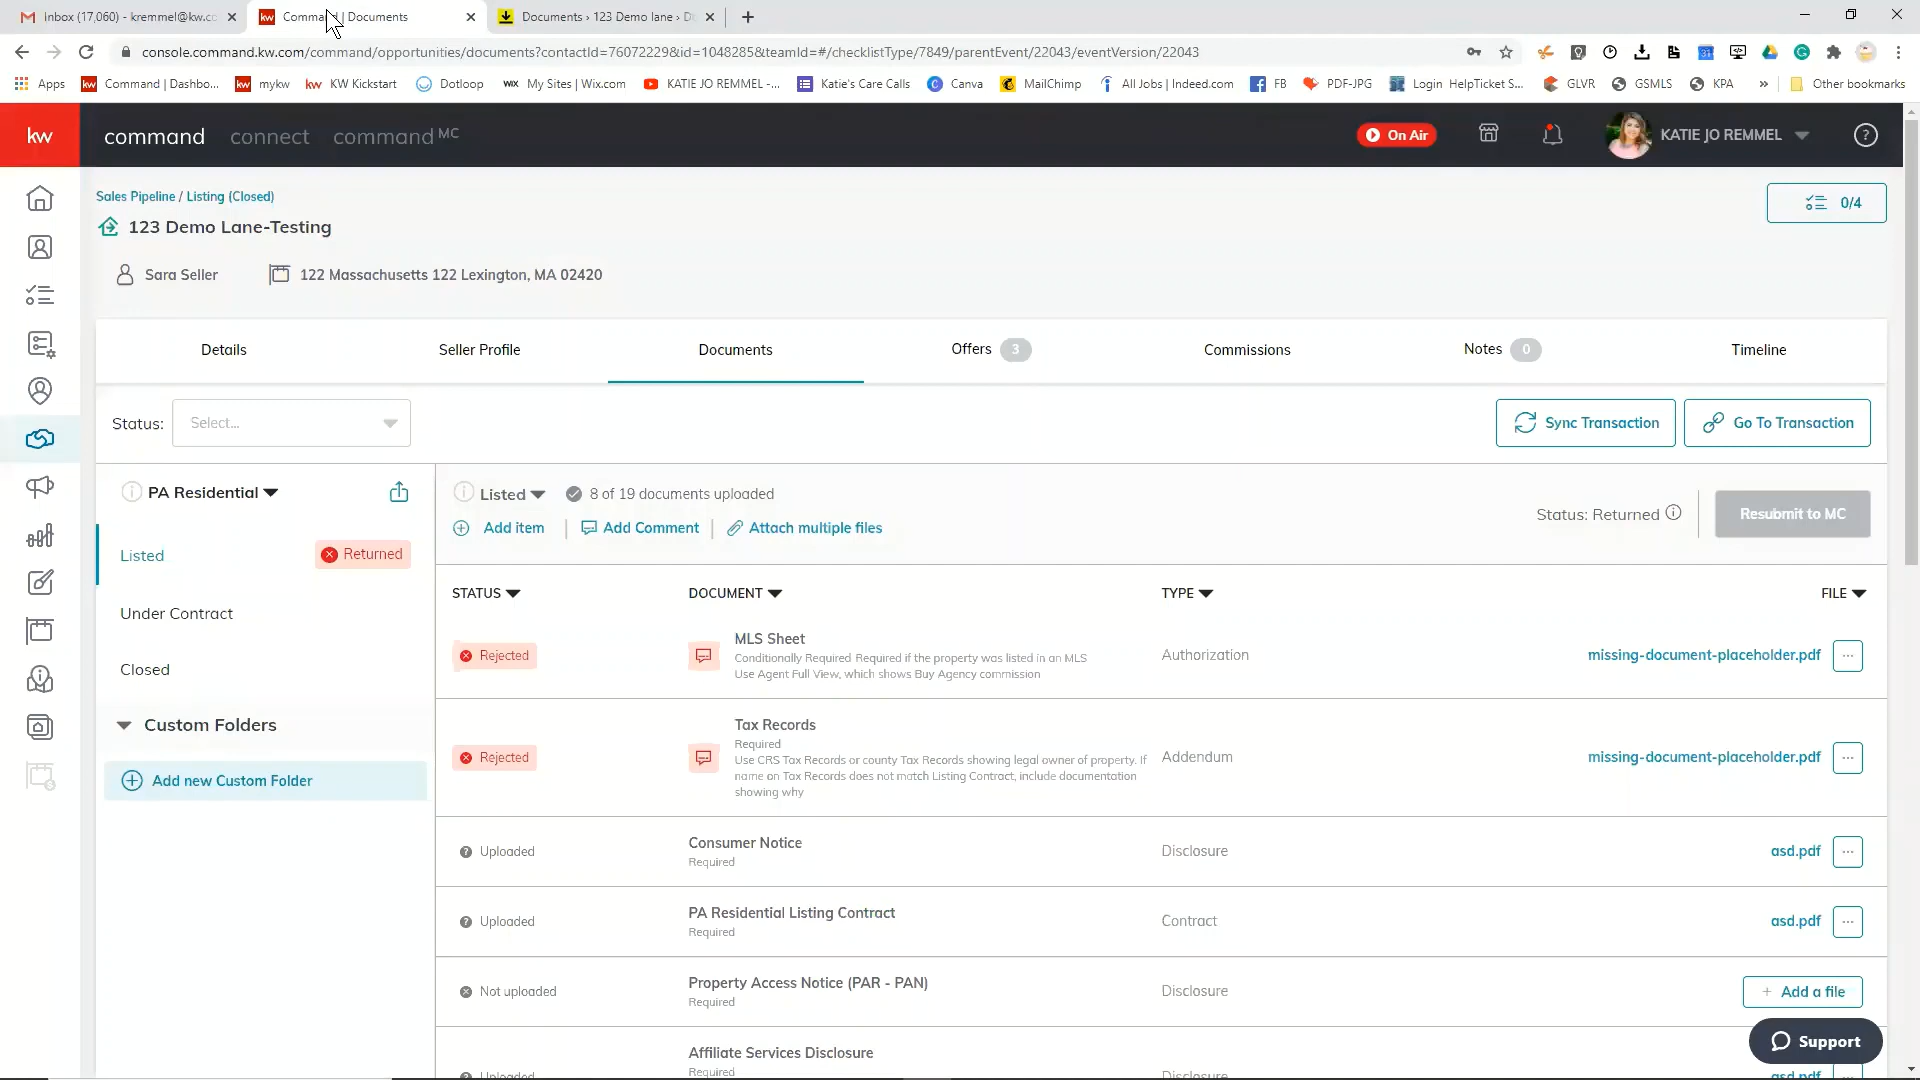 Inbox (17,060) - kremmel@kw.c
Command | Documents
Documents › 123 Demo lane › D
console.command.kw.com/command/opportunities/documents?contactId=76072229&id=1048285&teamId=#/checklistType/7849/parentEvent/22043/eventVersion/22043
Apps
kw Command | Dashbo...
kw mykw
kw KW Kickstart
Dotloop
WIX My Sites | Wix.com
KATIE JO REMMEL -...
Katie's Care Calls
Canva
MailChimp
All Jobs | Indeed.com
FB
PDF-JPG
Login HelpTicket S...
GLVR
GSMLS
KPA
»
Other bookmarks
kw
command connect command MC
On Air
KATIE JO REMMEL
Sales Pipeline / Listing (Closed)
0/4
123 Demo Lane-Testing
Sara Seller
122 Massachusetts 122 Lexington, MA 02420
Details
Seller Profile
Documents
Offers 3
Commissions
Notes 0
Timeline
Status: Select...
Sync Transaction
Go To Transaction
PA Residential
Listed
Returned
Under Contract
Closed
Custom Folders
Add new Custom Folder
Listed
8 of 19 documents uploaded
Add item | Add Comment | Attach multiple files
Status: Returned
Resubmit to MC
STATUS
DOCUMENT
TYPE
FILE
Rejected
MLS Sheet
Conditionally Required Required if the property was listed in an MLS
Use Agent Full View, which shows Buy Agency commission
Authorization
missing-document-placeholder.pdf
...
Rejected
Tax Records
Required
Use CRS Tax Records or county Tax Records showing legal owner of property. If
name on Tax Records does not match Listing Contract, include documentation
showing why
Addendum
missing-document-placeholder.pdf
...
Uploaded
Consumer Notice
Required
Disclosure
asd.pdf
...
Uploaded
PA Residential Listing Contract
Required
Contract
asd.pdf
...
Not uploaded
Property Access Notice (PAR - PAN)
Required
Disclosure
+ Add a file
Uploaded
Affiliate Services Disclosure
Required
Disclosure
asd.pdf
Support